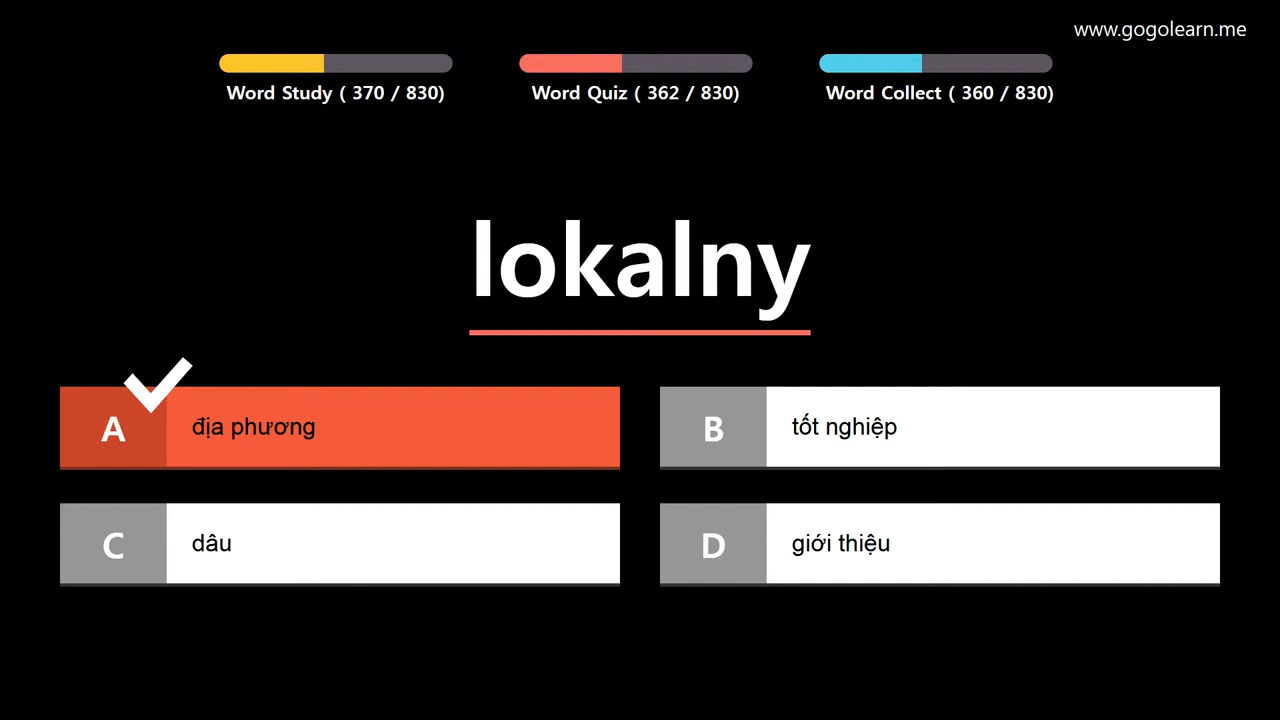 www.gogolearn.me
Word Study ( 370 / 830)
Word Quiz ( 362 / 830)
Word Collect ( 360 / 830)
lokalny
A
địa phương
B
tốt nghiệp
C
dâu
D
giới thiệu